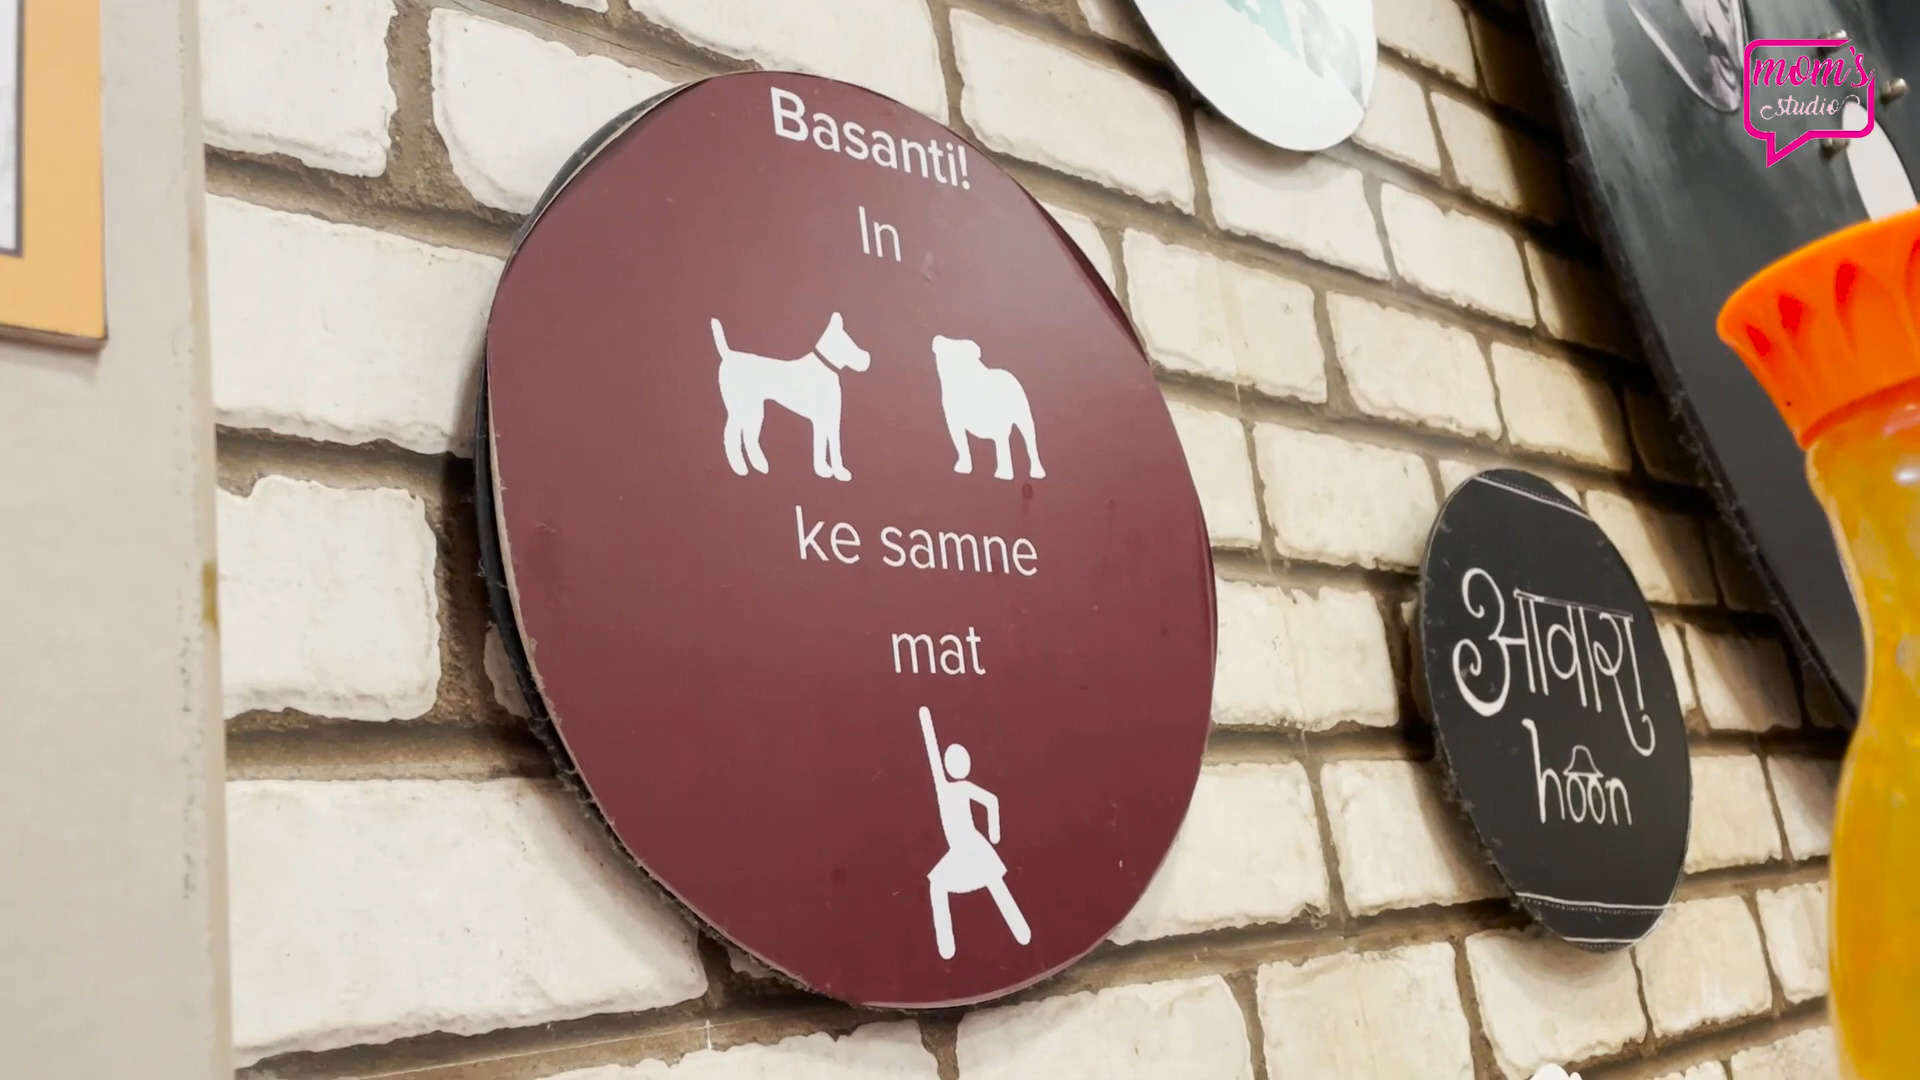 Basanti!
In
ke samne
mat
आवारा
hoon
mom's
studio